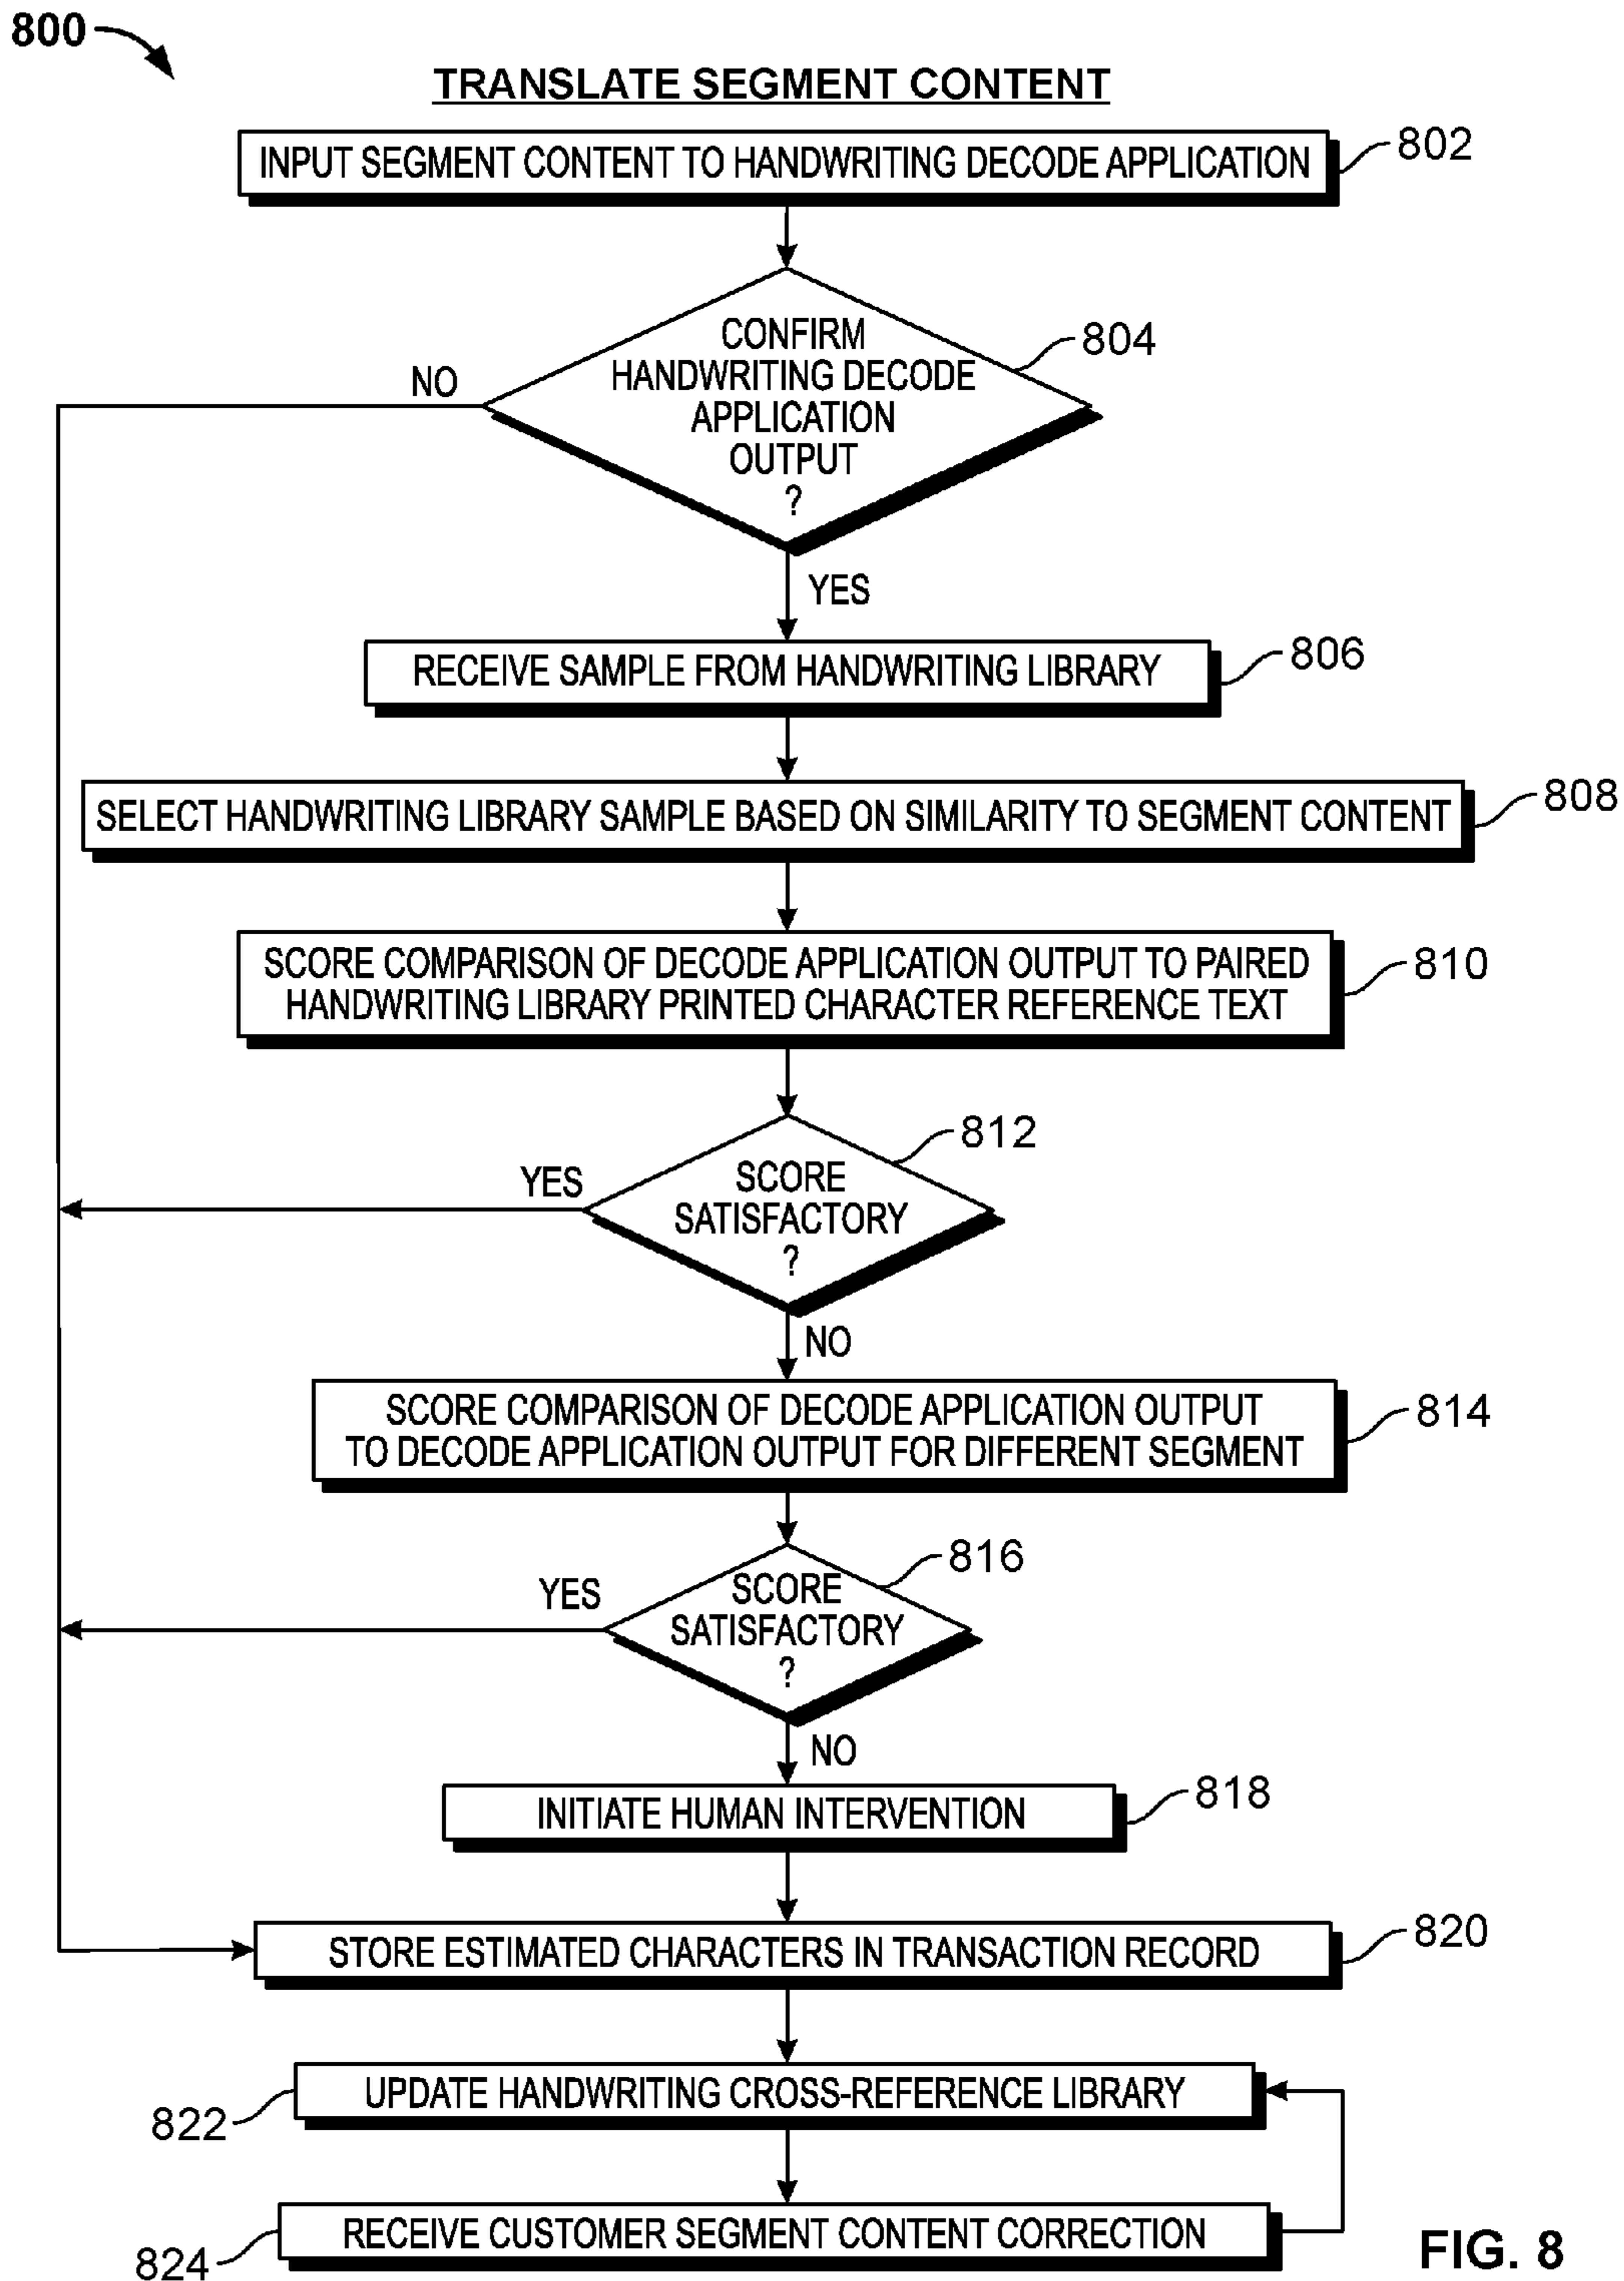 800
TRANSLATE SEGMENT CONTENT
INPUT SEGMENT CONTENT TO HANDWRITING DECODE APPLICATION
802
CONFIRM
HANDWRITING DECODE
APPLICATION
OUTPUT
?
804
NO
YES
RECEIVE SAMPLE FROM HANDWRITING LIBRARY
806
SELECT HANDWRITING LIBRARY SAMPLE BASED ON SIMILARITY TO SEGMENT CONTENT
808
SCORE COMPARISON OF DECODE APPLICATION OUTPUT TO PAIRED
HANDWRITING LIBRARY PRINTED CHARACTER REFERENCE TEXT
810
812
YES
SCORE
SATISFACTORY
?
NO
SCORE COMPARISON OF DECODE APPLICATION OUTPUT
TO DECODE APPLICATION OUTPUT FOR DIFFERENT SEGMENT
814
816
YES
SCORE
SATISFACTORY
?
NO
INITIATE HUMAN INTERVENTION
818
STORE ESTIMATED CHARACTERS IN TRANSACTION RECORD
820
UPDATE HANDWRITING CROSS-REFERENCE LIBRARY
822
RECEIVE CUSTOMER SEGMENT CONTENT CORRECTION
824
FIG. 8